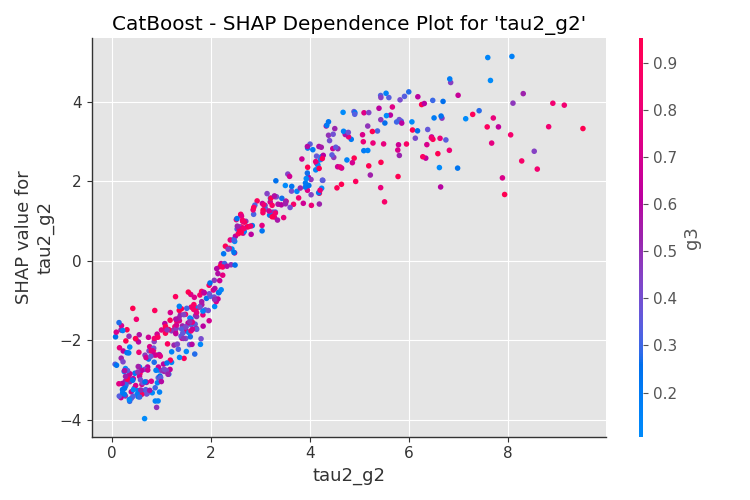 CatBoost - SHAP Dependence Plot for 'tau2_g2'
SHAP value for
tau2_g2
4
2
0
−2
−4
0 2 4 6 8
tau2_g2
0.9
0.8
0.7
0.6
0.5
0.4
0.3
0.2
g3